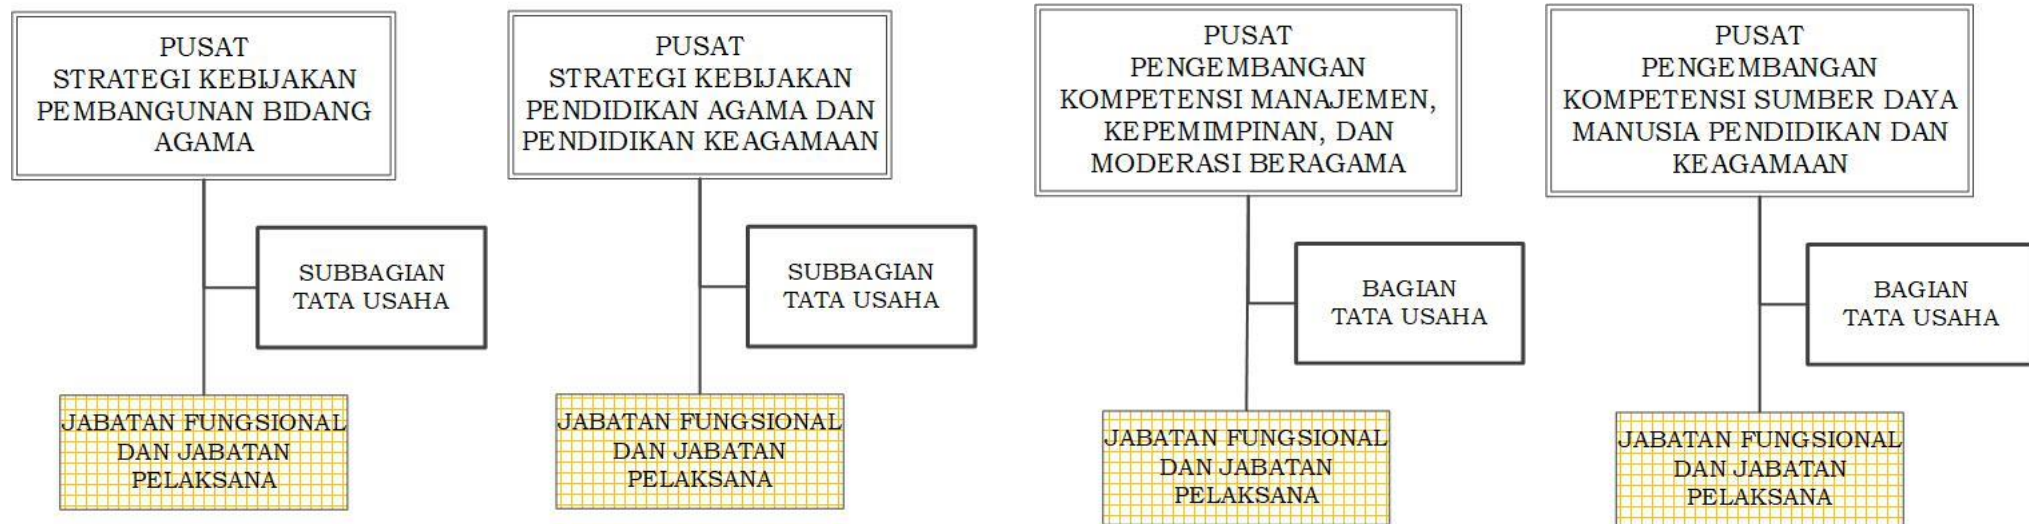 PUSAT
STRATEGI KEBIJAKAN
PEMBANGUNAN BIDANG
AGAMA
SUBBAGIAN
TATA USAHA
JABATAN FUNGSIONAL
DAN JABATAN
PELAKSANA
PUSAT
STRATEGI KEBIJAKAN
PENDIDIKAN AGAMA DAN
PENDIDIKAN KEAGAMAAN
SUBBAGIAN
TATA USAHA
JABATAN FUNGSIONAL
DAN JABATAN
PELAKSANA
PUSAT
PENGEMBANGAN
KOMPETENSI MANAJEMEN,
KEPEMIMPINAN, DAN
MODERASI BERAGAMA
BAGIAN
TATA USAHA
JABATAN FUNGSIONAL
DAN JABATAN
PELAKSANA
PUSAT
PENGEMBANGAN
KOMPETENSI SUMBER DAYA
MANUSIA PENDIDIKAN DAN
KEAGAMAAN
BAGIAN
TATA USAHA
JABATAN FUNGSIONAL
DAN JABATAN
PELAKSANA